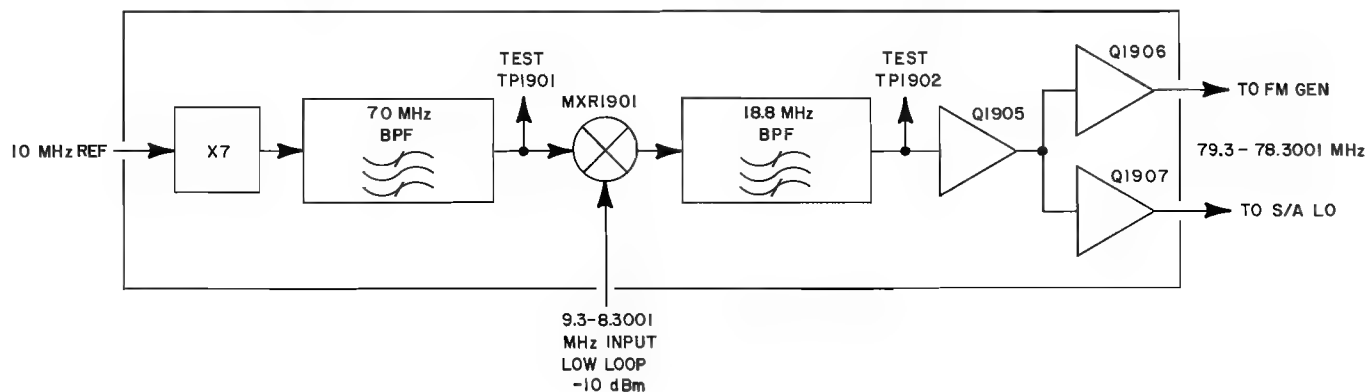 10 MHz REF
X7
70 MHz
BPF
TEST
TP1901
MXR1901
9.3-8.3001
MHz INPUT
LOW LOOP
-10 dBm
18.8 MHz
BPF
TEST
TP1902
Q1905
Q1906
Q1907
TO FM GEN
79.3-78.3001 MHz
TO S/A LO